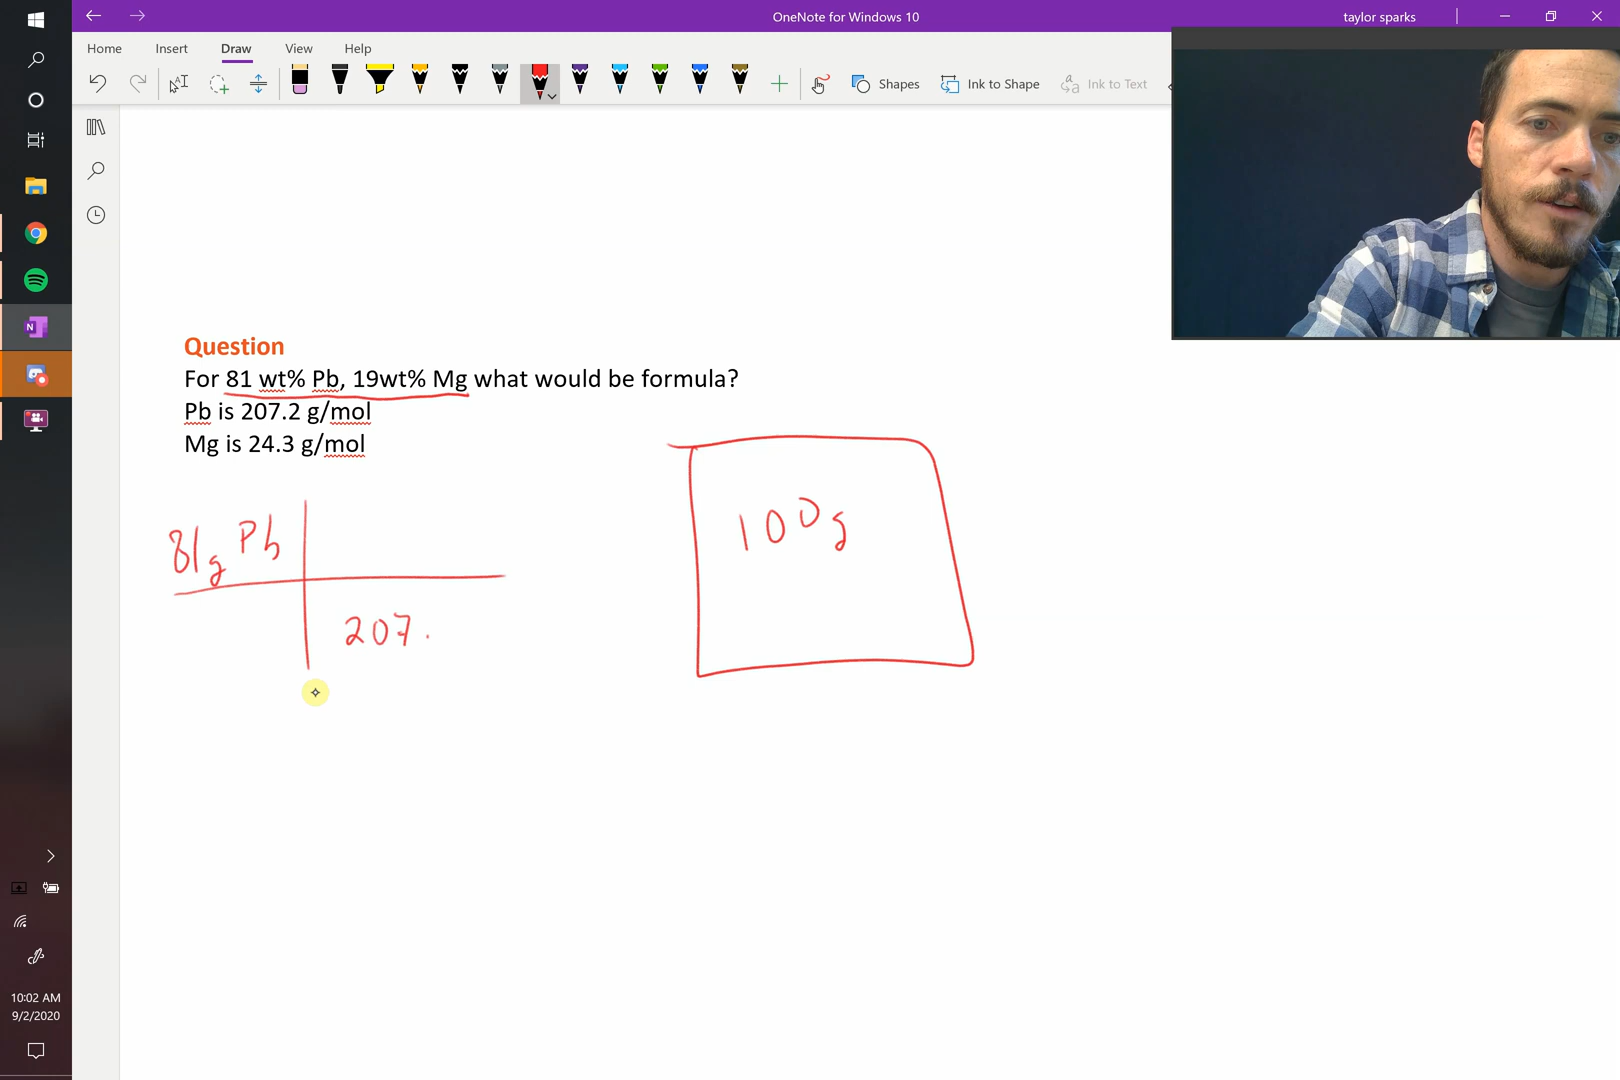 OneNote for Windows 10
taylor sparks
Home Insert Draw View Help
Shapes Ink to Shape Ink to Text
Question
For 81 wt% Pb, 19wt% Mg what would be formula?
Pb is 207.2 g/mol
Mg is 24.3 g/mol
81g Pb
207.
100g
10:02 AM
9/2/2020